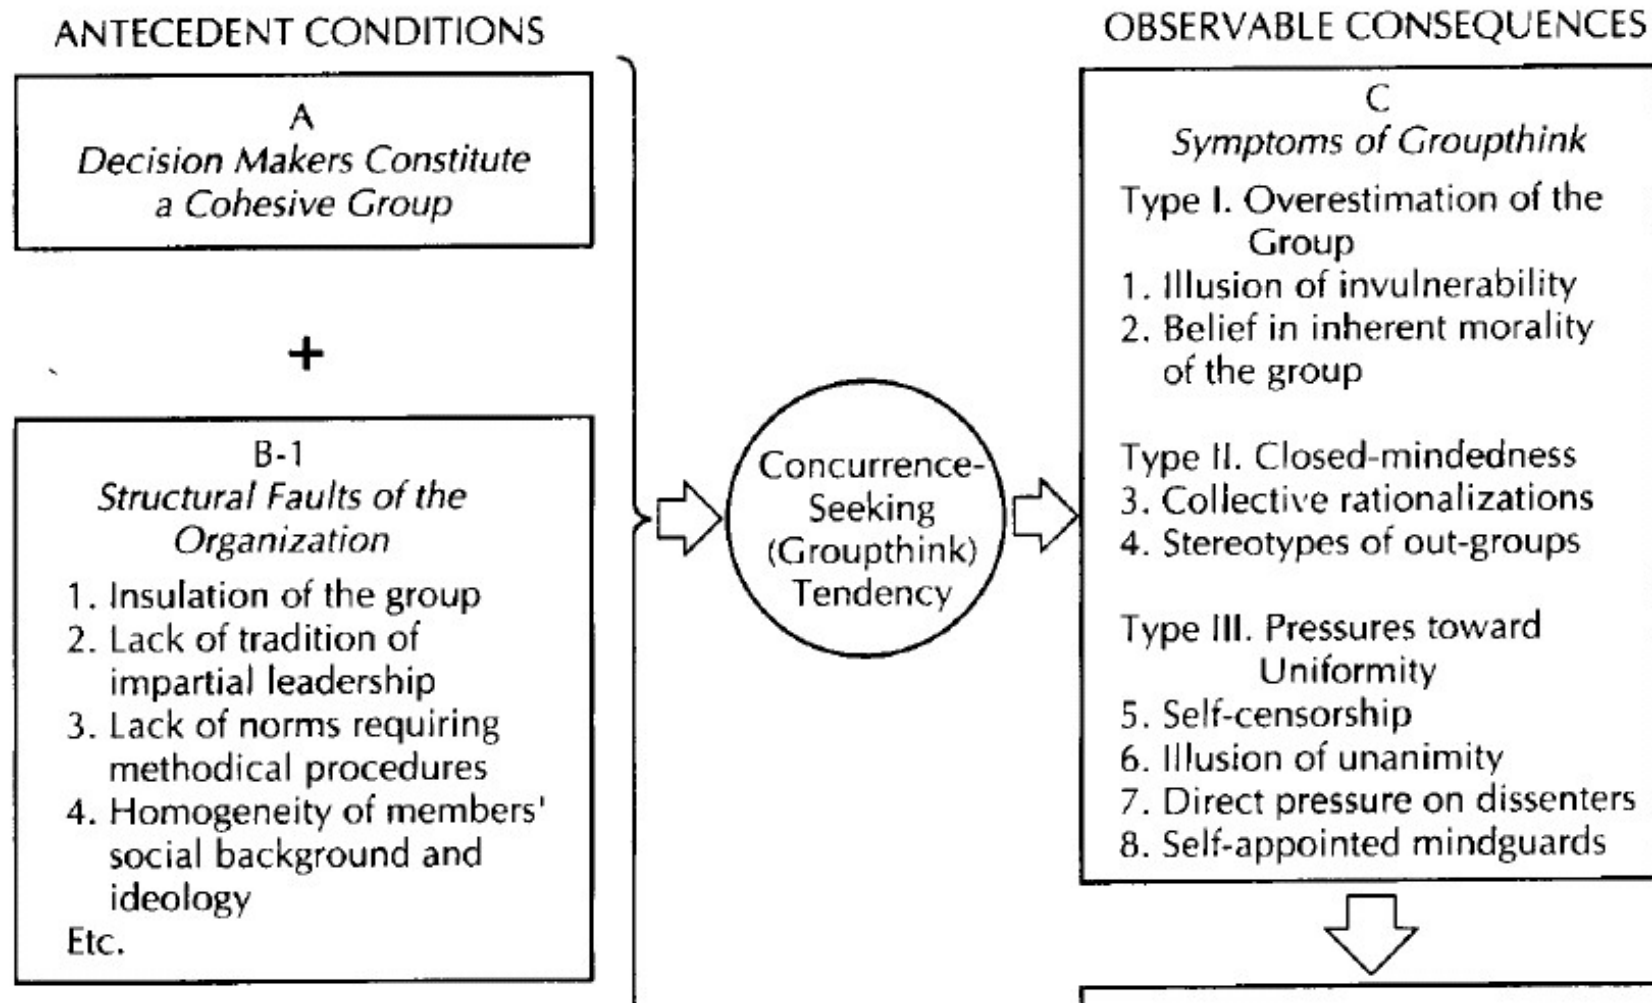 ANTECEDENT CONDITIONS
A
Decision Makers Constitute
a Cohesive Group
+
B-1
Structural Faults of the
Organization
1. Insulation of the group
2. Lack of tradition of
impartial leadership
3. Lack of norms requiring
methodical procedures
4. Homogeneity of members'
social background and
ideology
Etc.
Concurrence-
Seeking
(Groupthink)
Tendency
OBSERVABLE CONSEQUENCES
C
Symptoms of Groupthink
Type I. Overestimation of the
Group
1. Illusion of invulnerability
2. Belief in inherent morality
of the group
Type II. Closed-mindedness
3. Collective rationalizations
4. Stereotypes of out-groups
Type III. Pressures toward
Uniformity
5. Self-censorship
6. Illusion of unanimity
7. Direct pressure on dissenters
8. Self-appointed mindguards